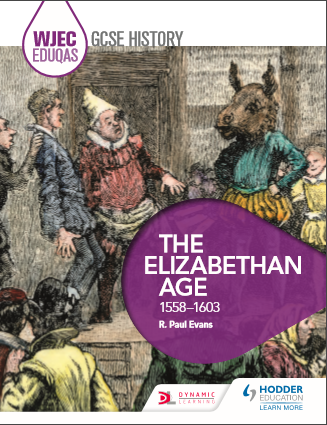 WJEC
EDUQAS
GCSE HISTORY
THE
ELIZABETHAN
AGE
1558–1603
R. Paul Evans
DYNAMIC
LEARNING
HODDER
EDUCATION
LEARN MORE